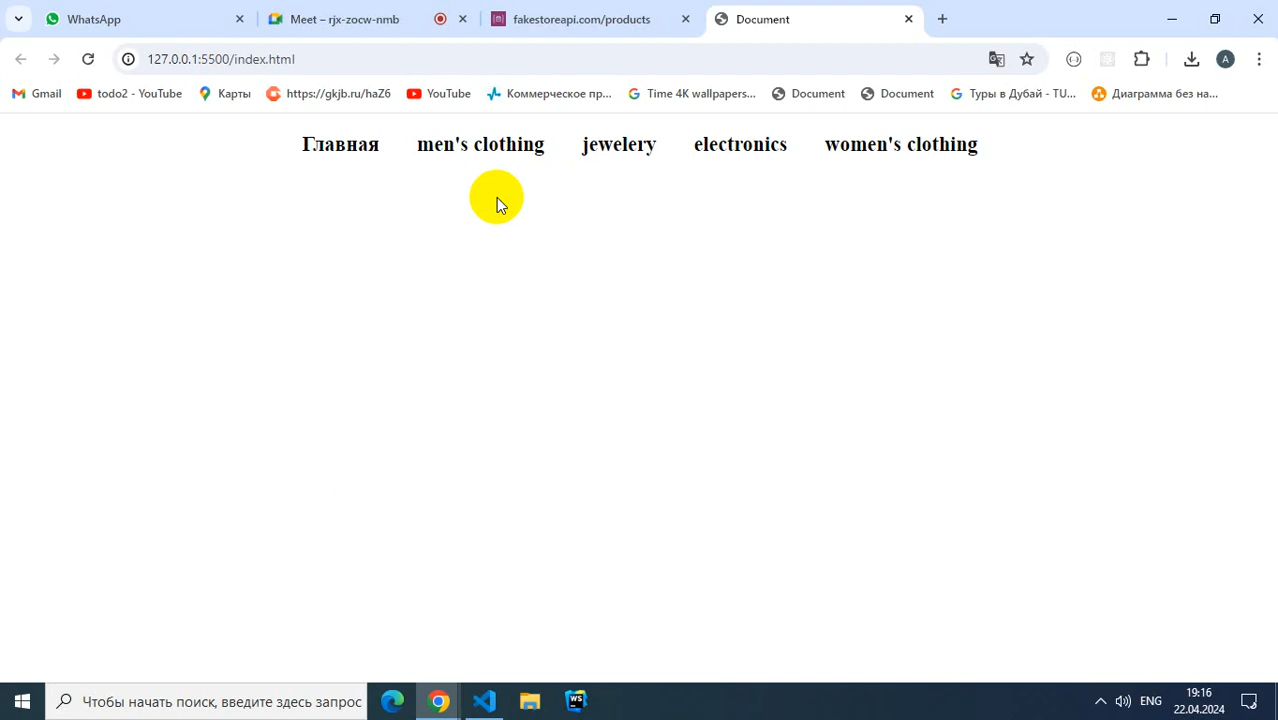 WhatsApp
Meet – rjx-zocw-nmb
fakestoreapi.com/products
Document
127.0.0.1:5500/index.html
A
Gmail
todo2 - YouTube
Карты
https://gkjb.ru/haZ6
YouTube
Коммерческое пр...
Time 4K wallpapers...
Document
Document
Туры в Дубай - TU...
Диаграмма без на...
Главная men's clothing jewelery electronics women's clothing
Чтобы начать поиск, введите здесь запрос
WS
ENG
19:16
22.04.2024